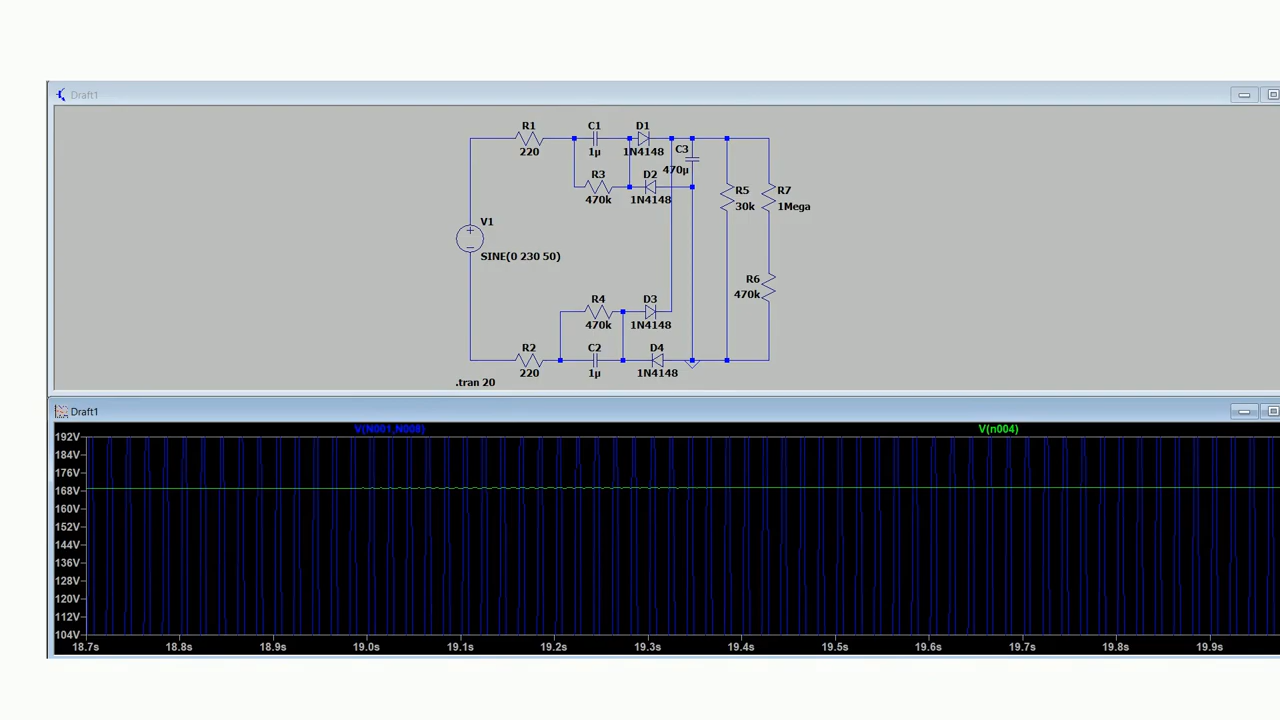 Draft1
R1
C1
D1
220
1µ
1N4148
C3
470µ
R3
D2
470k
1N4148
R5
30k
R7
1Mega
V1
SINE(0 230 50)
R6
470k
R4
D3
470k
1N4148
R2
C2
D4
220
1µ
1N4148
.tran 20
Draft1
V(N001,N008)
V(n004)
192V
184V
176V
168V
160V
152V
144V
136V
128V
120V
112V
104V
18.7s 18.8s 18.9s 19.0s 19.1s 19.2s 19.3s 19.4s 19.5s 19.6s 19.7s 19.8s 19.9s